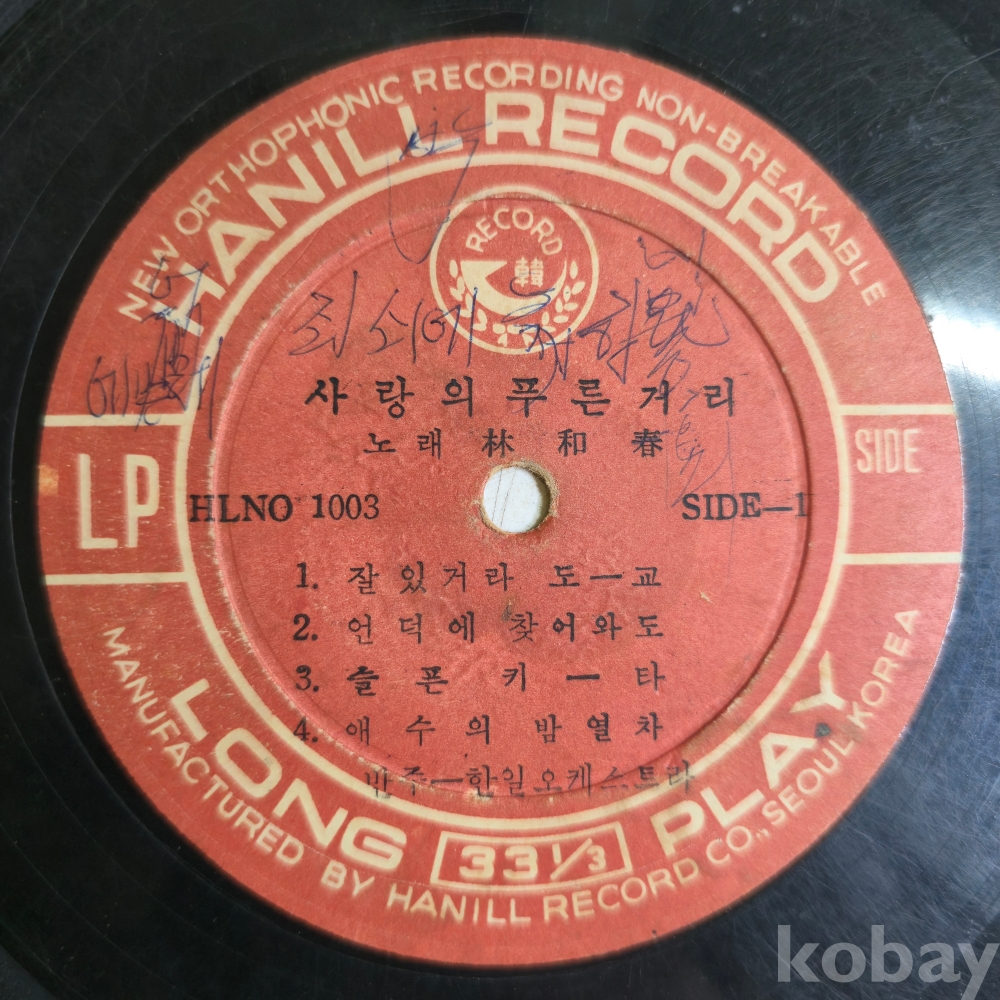 NEW ORTHOPHONIC RECORDING NON-BREAKABLE
HANILL RECORD
RECORD
韓
사랑의 푸른거리
노래 林和春
LP
SIDE
HLNO 1003
SIDE—1
1. 잘있거라 도—교
2. 언덕에 찾어와도
3. 슬픈 키—타
4. 애수의 밤열차
반주—한일오케스트라
LONG 33⅓ PLAY
MANUFACTURED BY HANILL RECORD CO., SEOUL KOREA
kobay